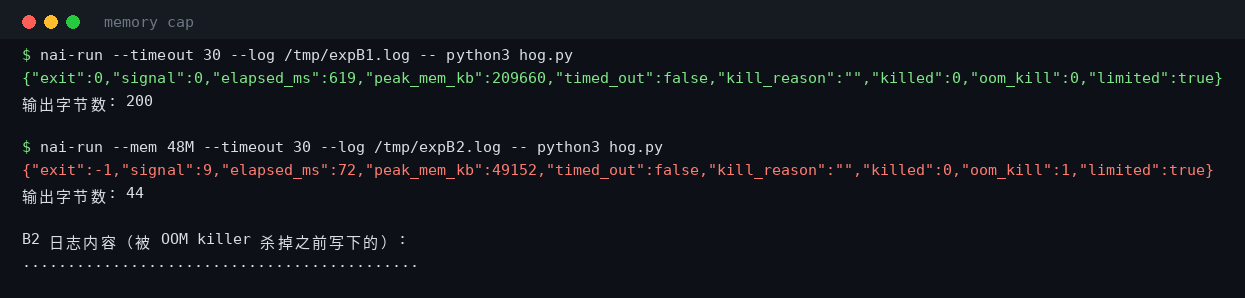 memory cap
$ nai-run --timeout 30 --log /tmp/expB1.log -- python3 hog.py
{"exit":0,"signal":0,"elapsed_ms":619,"peak_mem_kb":209660,"timed_out":false,"kill_reason":"","killed":0,"oom_kill":0,"limited":true}
输出字节数: 200
$ nai-run --mem 48M --timeout 30 --log /tmp/expB2.log -- python3 hog.py
{"exit":-1,"signal":9,"elapsed_ms":72,"peak_mem_kb":49152,"timed_out":false,"kill_reason":"","killed":0,"oom_kill":1,"limited":true}
输出字节数: 44
B2 日志内容（被 OOM killer 杀掉之前写下的）:
............................................